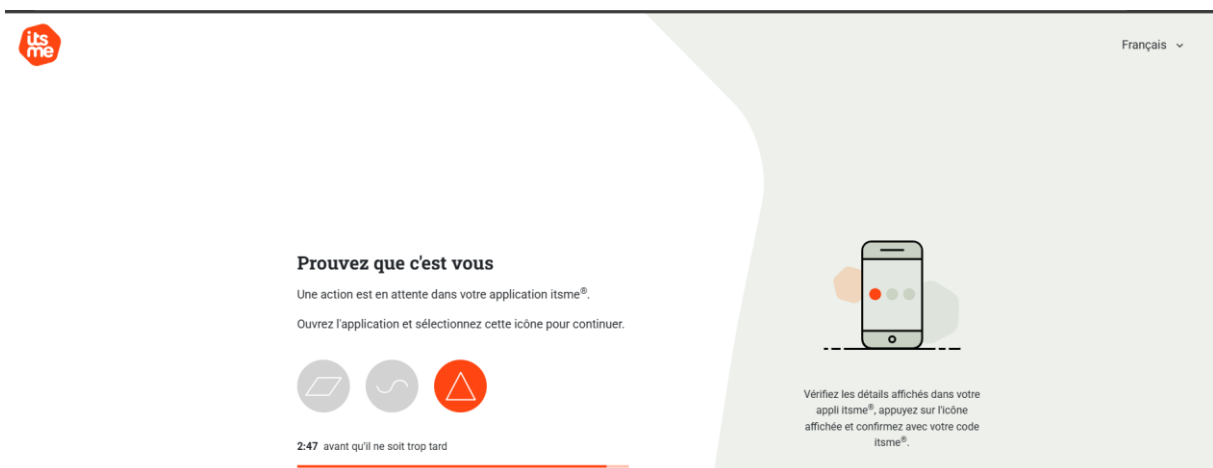 its
me
Français
Prouvez que c'est vous
Une action est en attente dans votre application itsme®.
Ouvrez l'application et sélectionnez cette icône pour continuer.
2:47 avant qu'il ne soit trop tard
Vérifiez les détails affichés dans votre
appli itsme®, appuyez sur l'icône
affichée et confirmez avec votre code
itsme®.